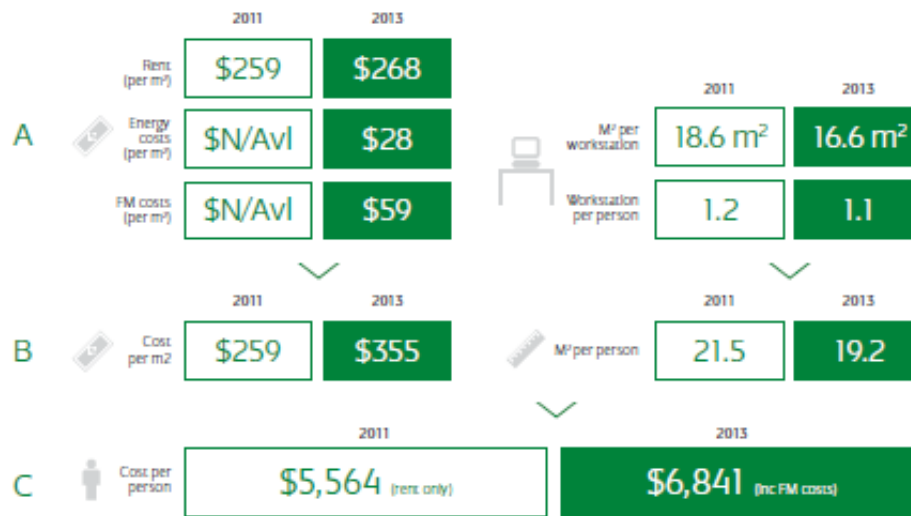 2011 2013
Rent
(per m²)
$259 $268
2011 2013
A
Energy
costs
(per m²)
$N/Avl $28
M² per
workstation
18.6 m² 16.6 m²
FM costs
(per m²)
$N/Avl $59
Workstation
per person
1.2 1.1
2011 2013
2011 2013
B
Cost
per m2
$259 $355
M² per person
21.5 19.2
2011 2013
C
Cost per
person
$5,564 (rent only) $6,841 (Inc FM costs)